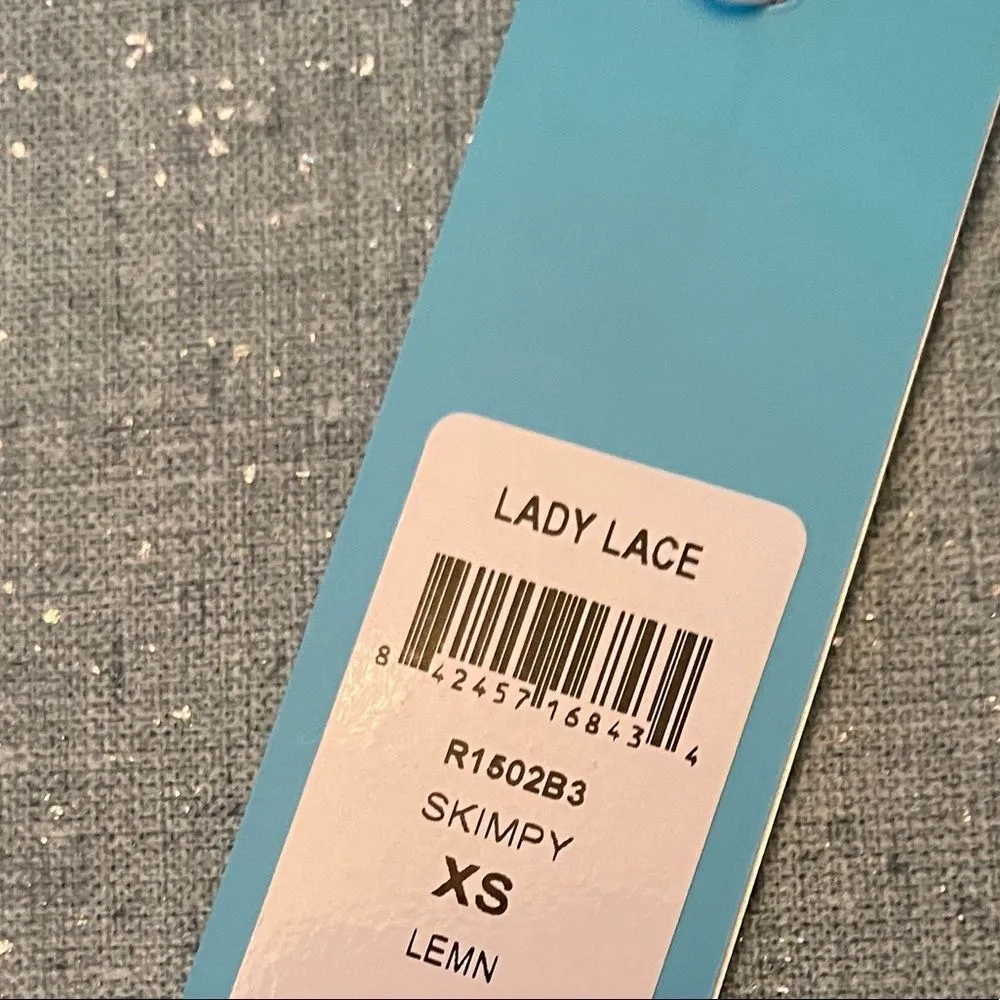 LADY LACE
8 42457 16843 4
R1502B3
SKIMPY
XS
LEMN